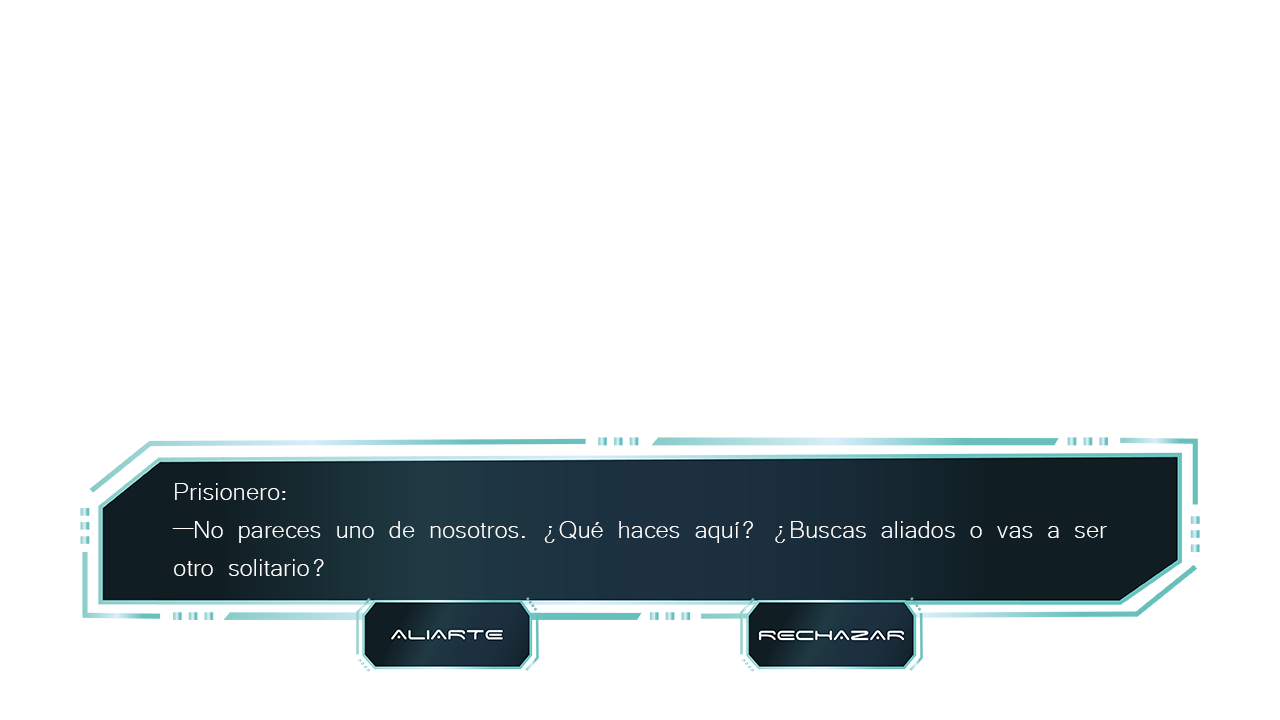 Prisionero:
—No pareces uno de nosotros. ¿Qué haces aquí? ¿Buscas aliados o vas a ser
otro solitario?
ALIARTE
RECHAZAR